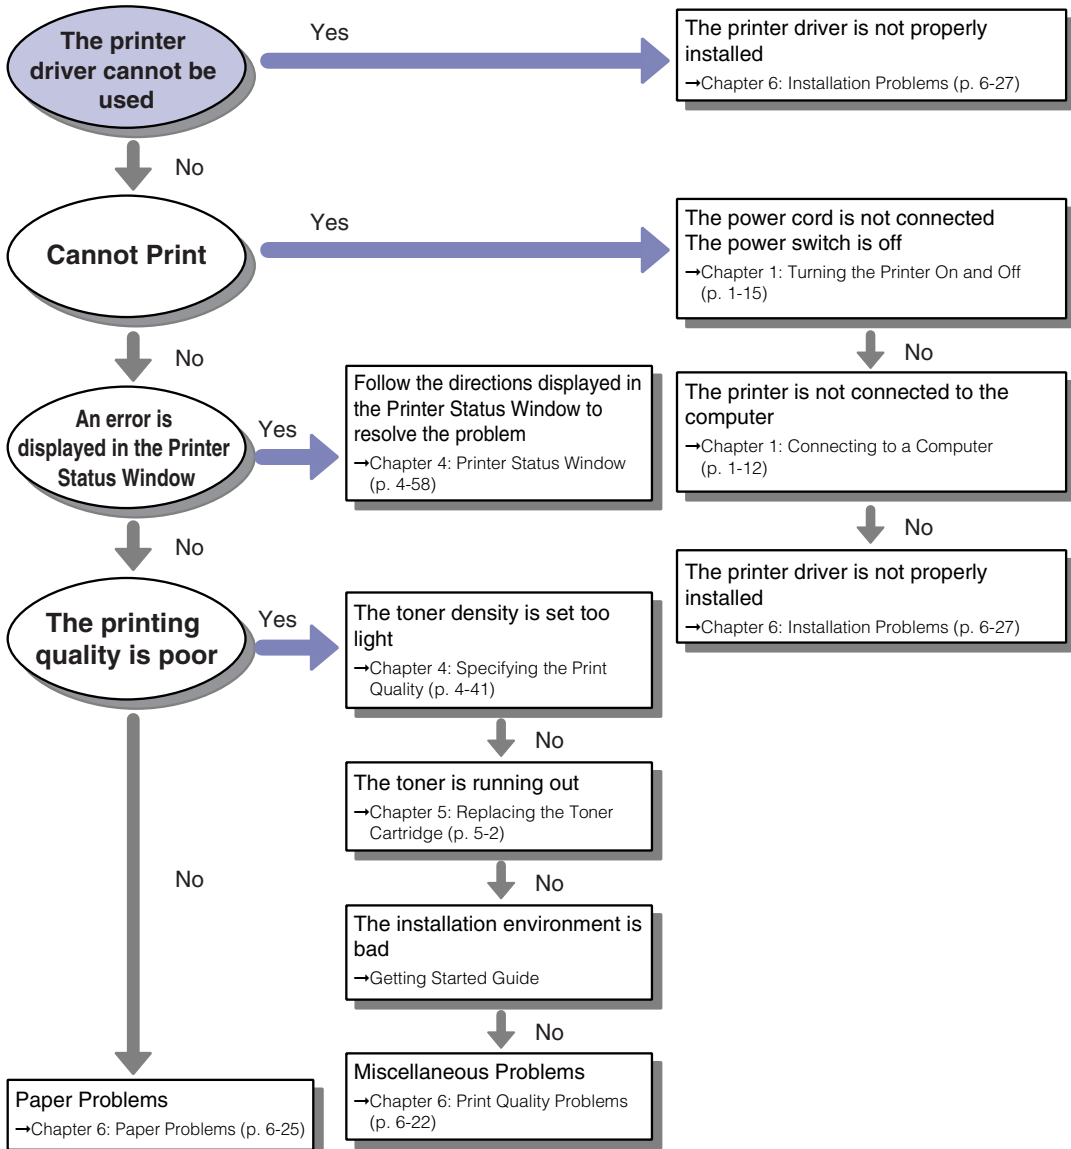 The printer
driver cannot be
used
Yes
The printer driver is not properly
installed
→Chapter 6: Installation Problems (p. 6-27)
No
Cannot Print
Yes
The power cord is not connected
The power switch is off
→Chapter 1: Turning the Printer On and Off
(p. 1-15)
No
The printer is not connected to the
computer
→Chapter 1: Connecting to a Computer
(p. 1-12)
No
The printer driver is not properly
installed
→Chapter 6: Installation Problems (p. 6-27)
No
An error is
displayed in the Printer
Status Window
Yes
Follow the directions displayed in
the Printer Status Window to
resolve the problem
→Chapter 4: Printer Status Window
(p. 4-58)
No
The printing
quality is poor
Yes
The toner density is set too
light
→Chapter 4: Specifying the Print
Quality (p. 4-41)
No
The toner is running out
→Chapter 5: Replacing the Toner
Cartridge (p. 5-2)
No
The installation environment is
bad
→Getting Started Guide
No
Miscellaneous Problems
→Chapter 6: Print Quality Problems
(p. 6-22)
No
Paper Problems
→Chapter 6: Paper Problems (p. 6-25)